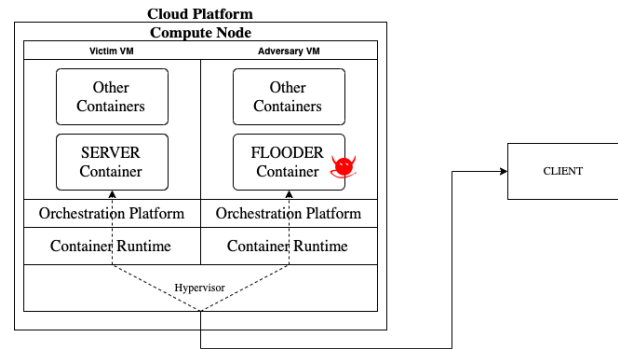 Cloud Platform
Compute Node
Victim VM
Adversary VM
Other
Containers
Other
Containers
SERVER
Container
FLOODER
Container
CLIENT
Orchestration Platform
Orchestration Platform
Container Runtime
Container Runtime
Hypervisor